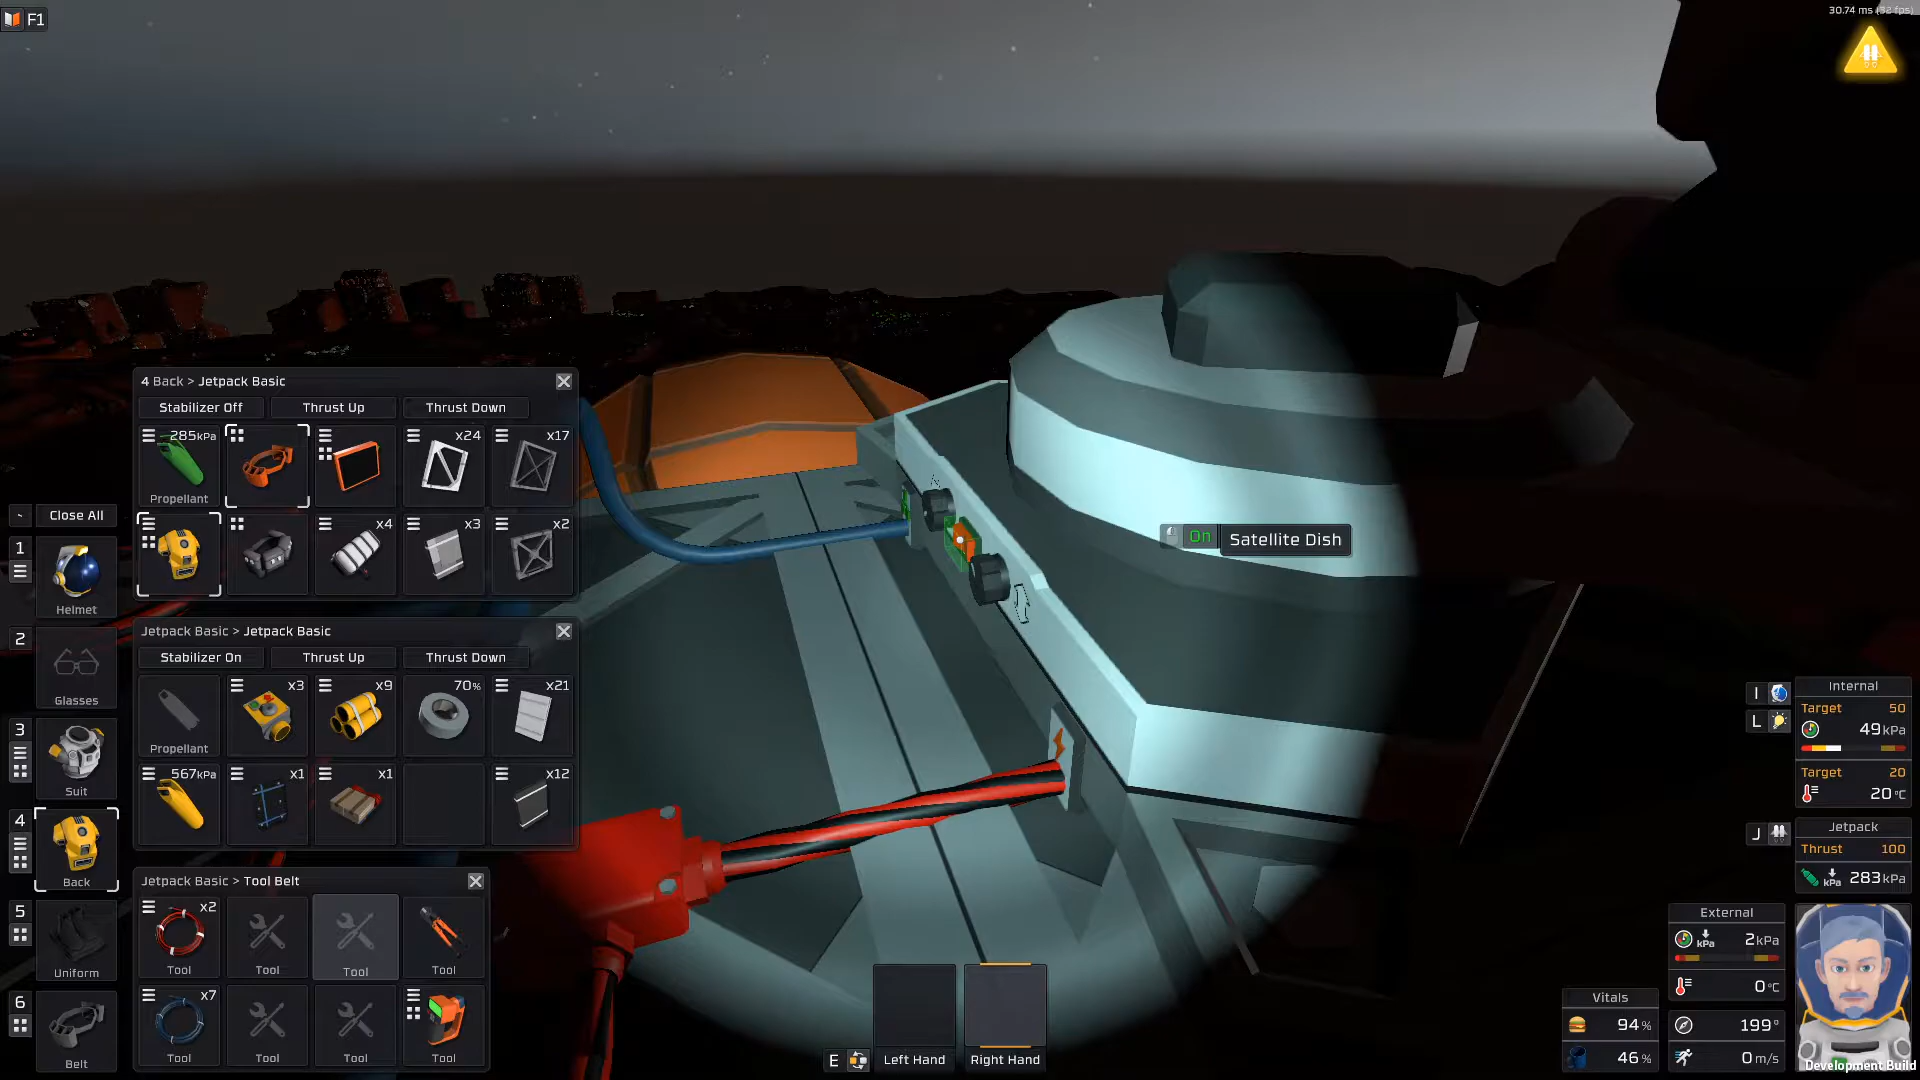 F1
30.74 ms (32 fps)
4 Back > Jetpack Basic
Stabilizer Off
Thrust Up
Thrust Down
285kPa
x24
x17
Propellant
x4
x3
x2
~
Close All
1
Helmet
2
Glasses
3
Suit
4
Back
5
Uniform
6
Belt
Jetpack Basic > Jetpack Basic
Stabilizer On
Thrust Up
Thrust Down
x3
x9
70%
x21
Propellant
567kPa
x1
x1
x12
Jetpack Basic > Tool Belt
x2
Tool
Tool
Tool
Tool
x7
Tool
Tool
Tool
Tool
On
Satellite Dish
E
Left Hand
Right Hand
I
L
Internal
Target 50
49kPa
Target 20
20°C
J
Jetpack
Thrust 100
kPa
283kPa
External
kPa
2kPa
0°C
Vitals
94%
46%
199°
0m/s
Development Build